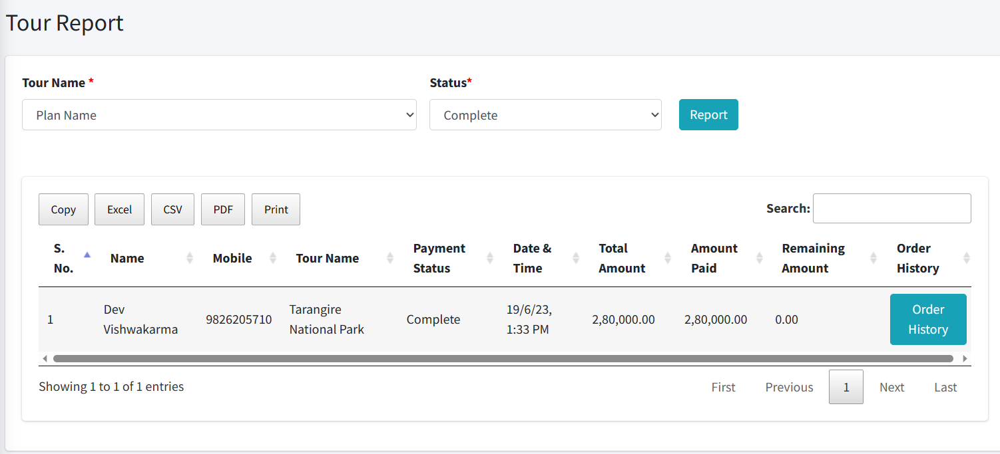 Tour Report
Tour Name * Status*
Plan Name Complete Report
Copy Excel CSV PDF Print Search:
S. No. Name Mobile Tour Name Payment Status Date & Time Total Amount Amount Paid Remaining Amount Order History
1 Dev Vishwakarma 9826205710 Tarangire National Park Complete 19/6/23, 1:33 PM 2,80,000.00 2,80,000.00 0.00 Order History
Showing 1 to 1 of 1 entries First Previous 1 Next Last